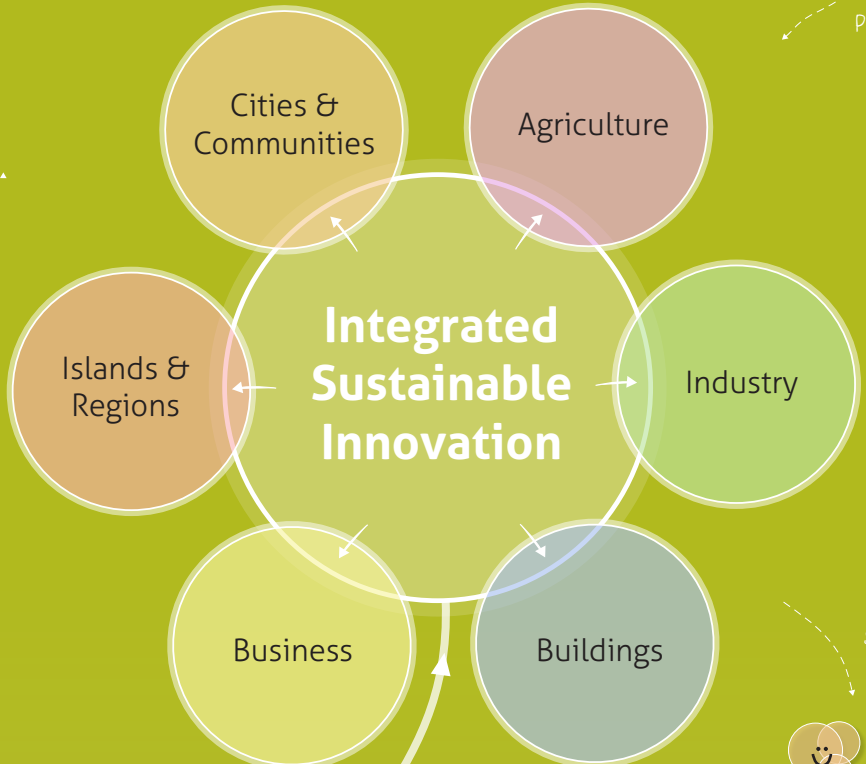 Cities &
Communities
Agriculture
Integrated
Sustainable
Innovation
Islands &
Regions
Industry
Business
Buildings